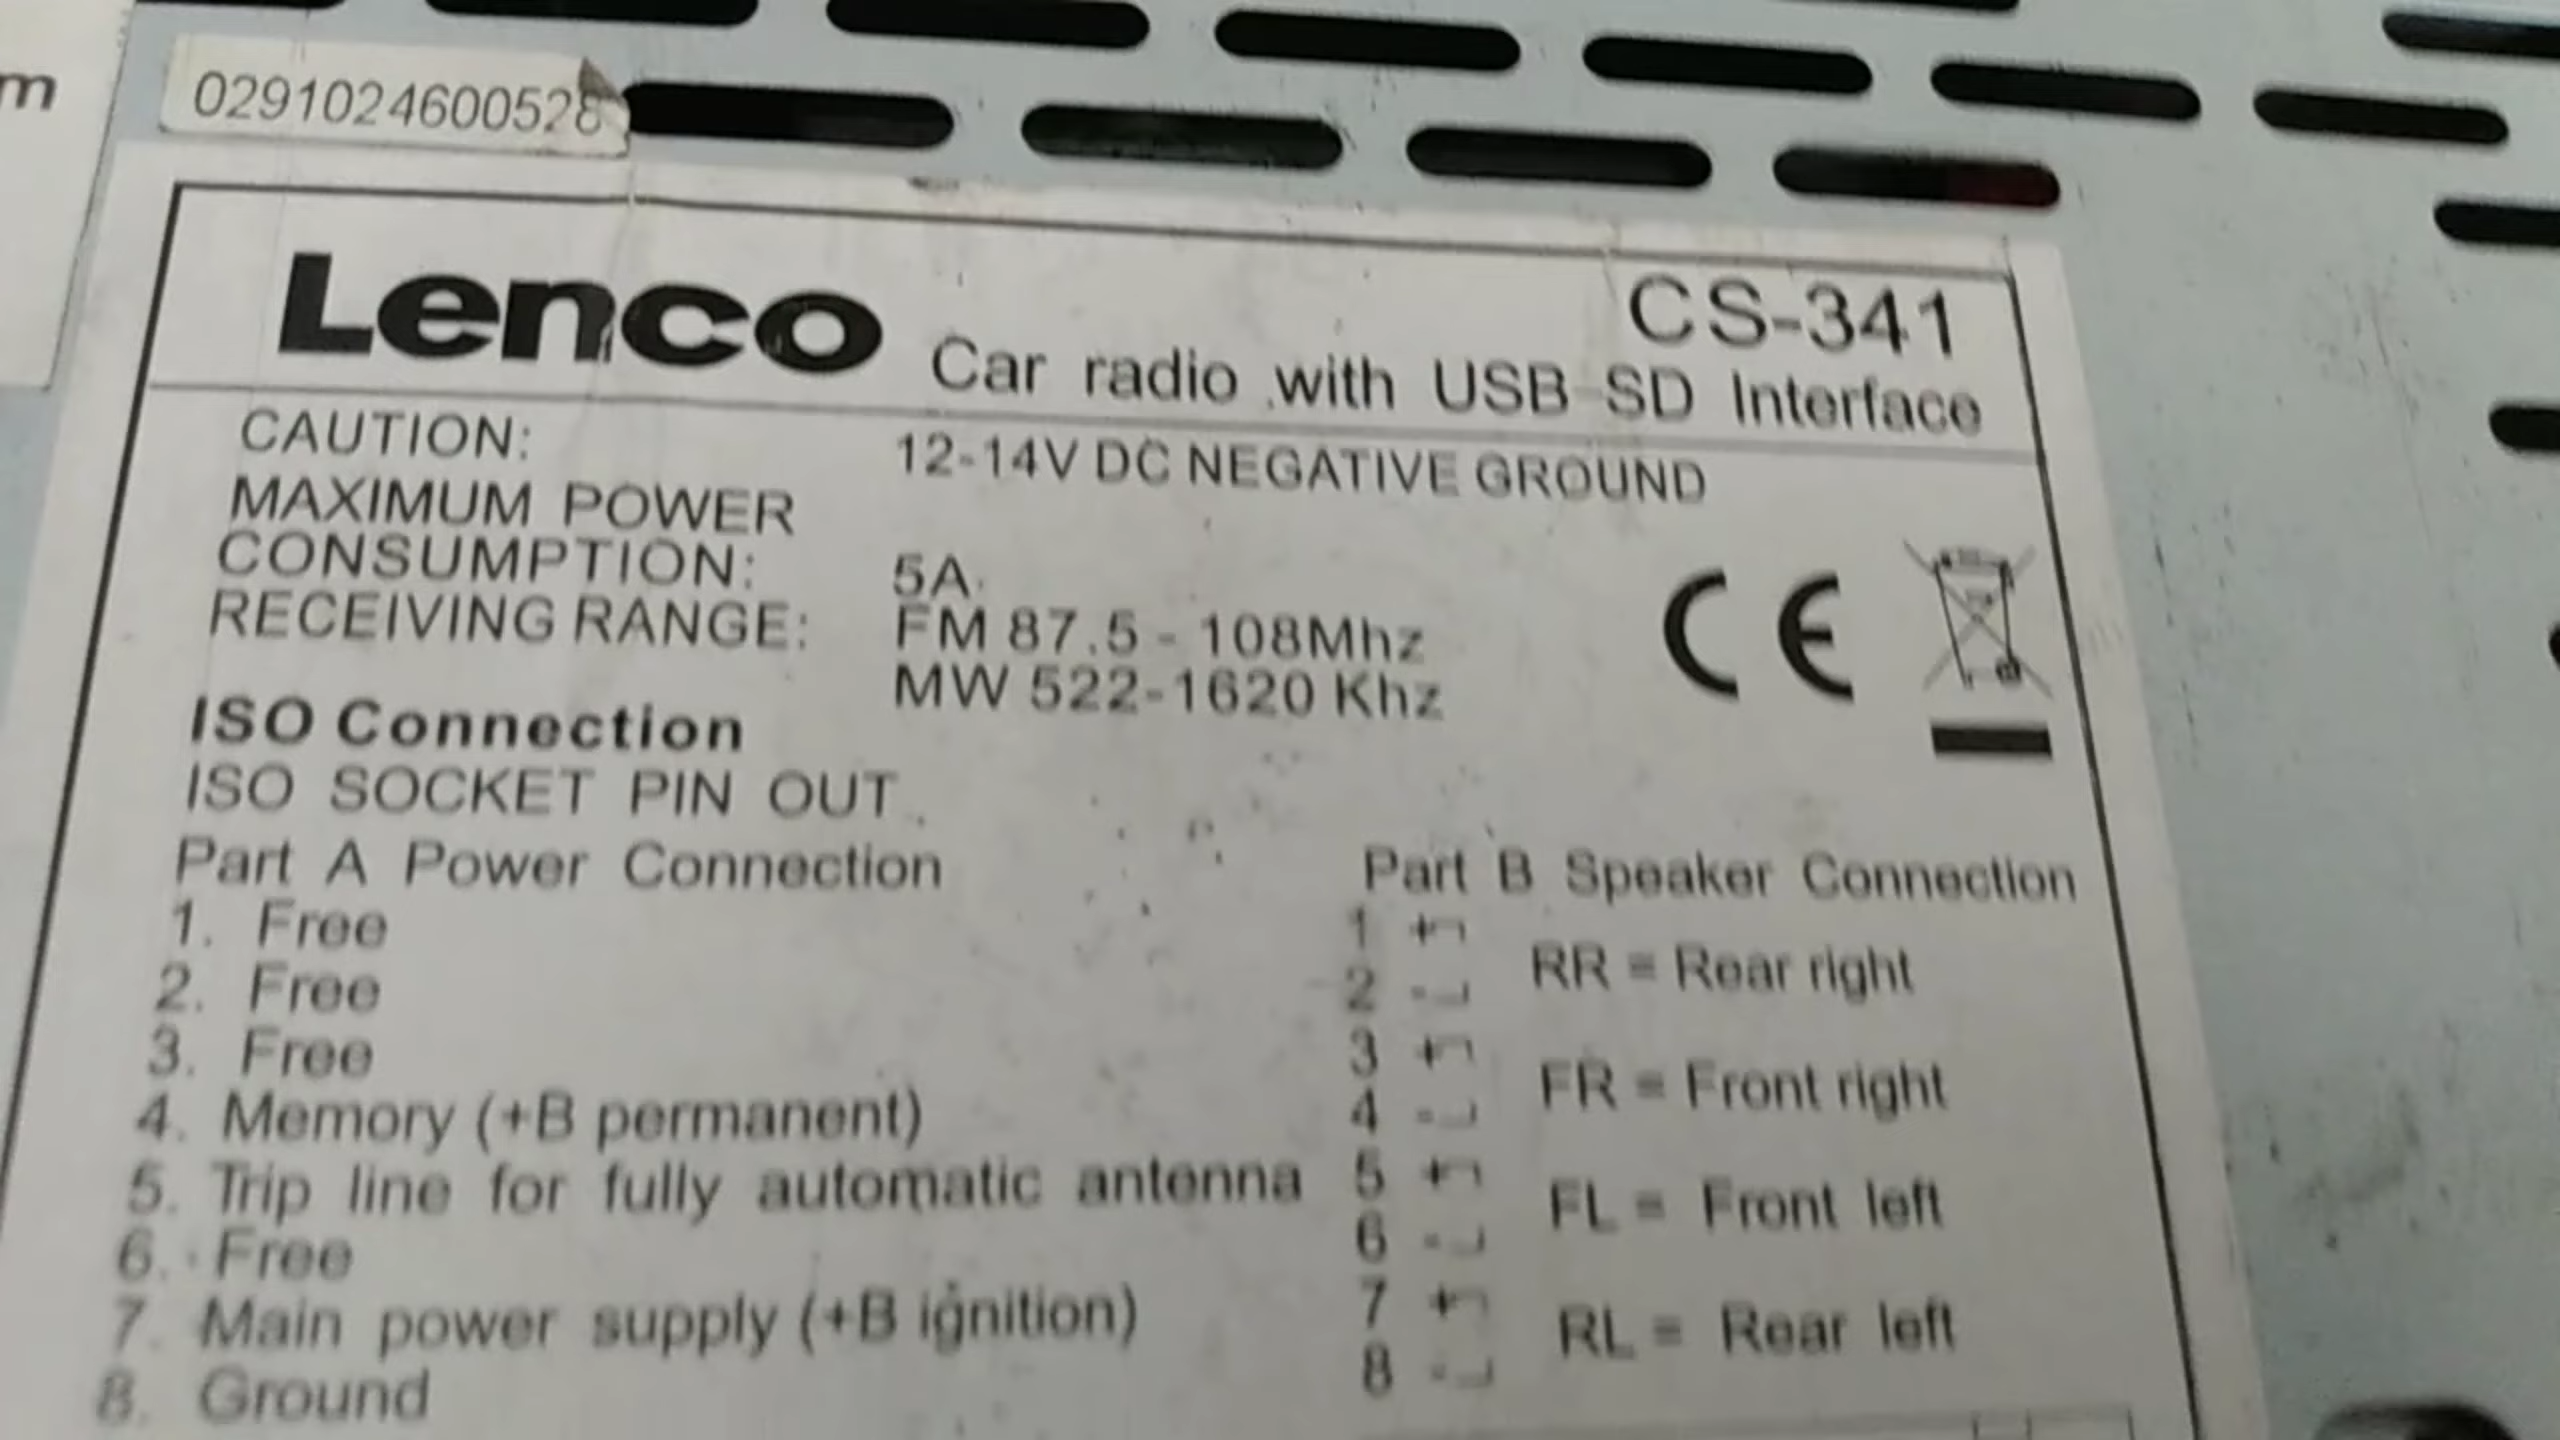 m
0291024600528
Lenco
CS-341
Car radio with USB SD Interface
CAUTION: 12-14V DC NEGATIVE GROUND
MAXIMUM POWER
CONSUMPTION: 5A
RECEIVING RANGE: FM 87.5 - 108Mhz
MW 522-1620 Khz
CE
ISO Connection
ISO SOCKET PIN OUT
Part A Power Connection
1. Free
2. Free
3. Free
4. Memory (+B permanent)
5. Trip line for fully automatic antenna
6. Free
7. Main power supply (+B ignition)
8. Ground
Part B Speaker Connection
1 +
RR = Rear right
2 -
3 +
FR = Front right
4 -
5 +
FL = Front left
6 -
7 +
RL = Rear left
8 -